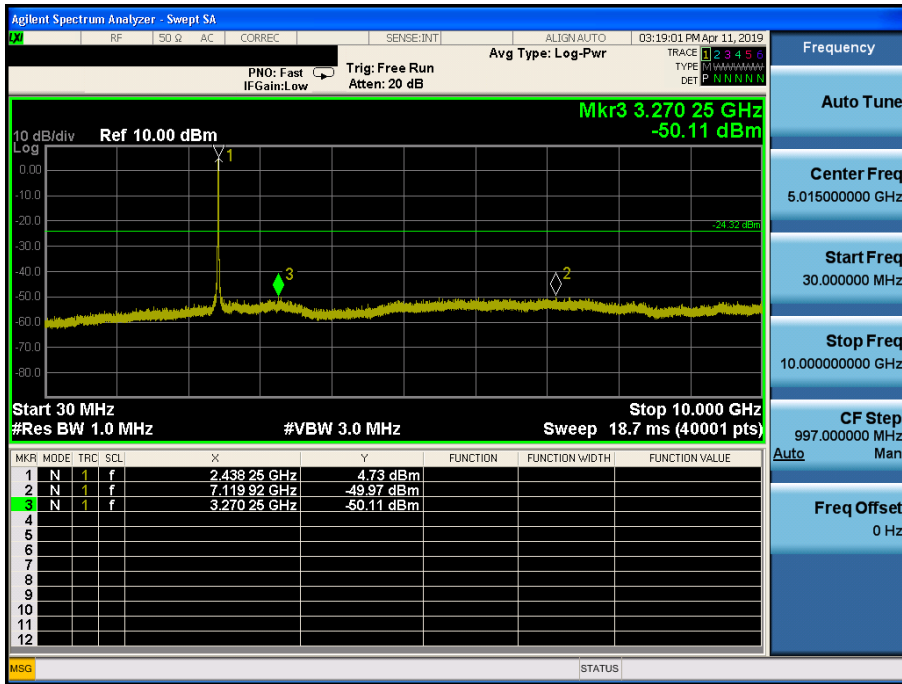 Agilent Spectrum Analyzer - Swept SA
LXI RF 50 Ω AC CORREC SENSE:INT ALIGN AUTO 03:19:01 PM Apr 11, 2019
Frequency
Avg Type: Log-Pwr
TRACE 1 2 3 4 5 6
PNO: Fast Trig: Free Run
TYPE MWWWWW
IFGain:Low Atten: 20 dB
DET P N N N N N
Auto Tune
Mkr3 3.270 25 GHz
-50.11 dBm
10 dB/div Ref 10.00 dBm
Log
1
0.00
-10.0
-20.0
-24.32 dBm
-30.0
-40.0
3
2
-50.0
-60.0
-70.0
-80.0
Start 30 MHz Stop 10.000 GHz
#Res BW 1.0 MHz #VBW 3.0 MHz Sweep 18.7 ms (40001 pts)
Center Freq
5.015000000 GHz
Start Freq
30.000000 MHz
Stop Freq
10.000000000 GHz
CF Step
997.000000 MHz
Auto Man
Freq Offset
0 Hz
MKR MODE TRC SCL X Y FUNCTION FUNCTION WIDTH FUNCTION VALUE
1 N 1 f 2.438 25 GHz 4.73 dBm
2 N 1 f 7.119 92 GHz -49.97 dBm
3 N 1 f 3.270 25 GHz -50.11 dBm
4
5
6
7
8
9
10
11
12
MSG STATUS